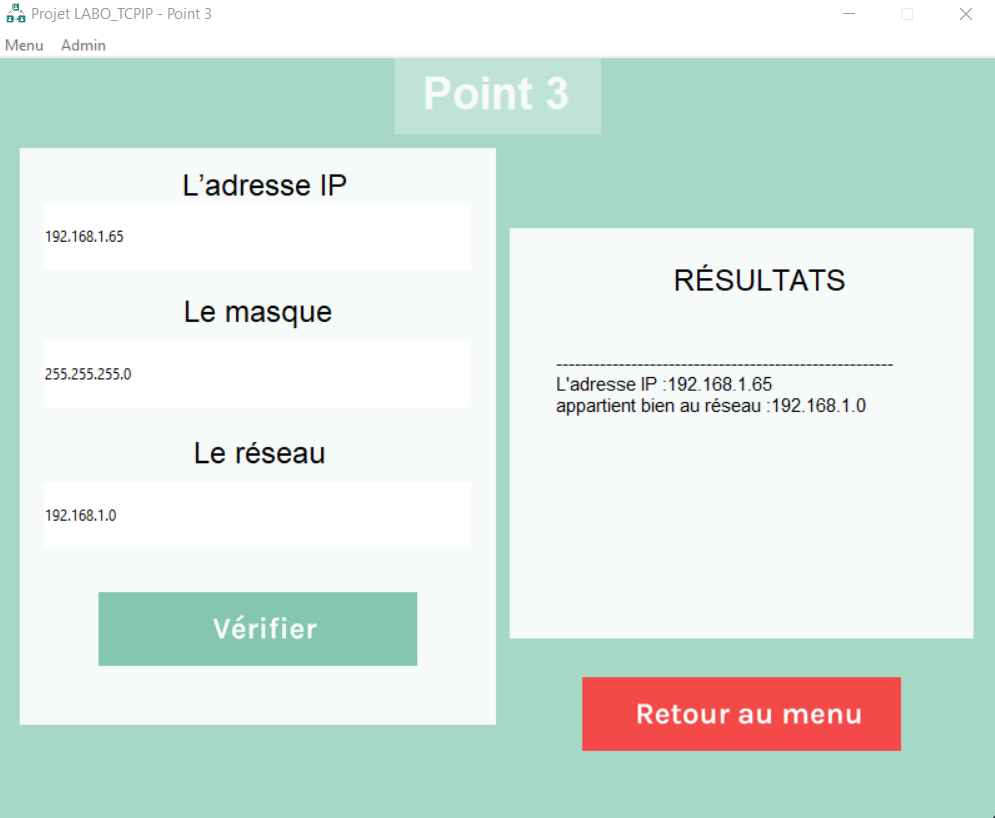 Projet LABO_TCPIP - Point 3
Menu Admin
Point 3
L’adresse IP
192.168.1.65
Le masque
255.255.255.0
Le réseau
192.168.1.0
Vérifier
RÉSULTATS
------------------------------------------------------
L'adresse IP :192.168.1.65
appartient bien au réseau :192.168.1.0
Retour au menu